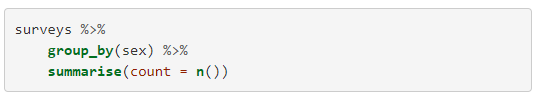 surveys %>%
    group_by(sex) %>%
    summarise(count = n())